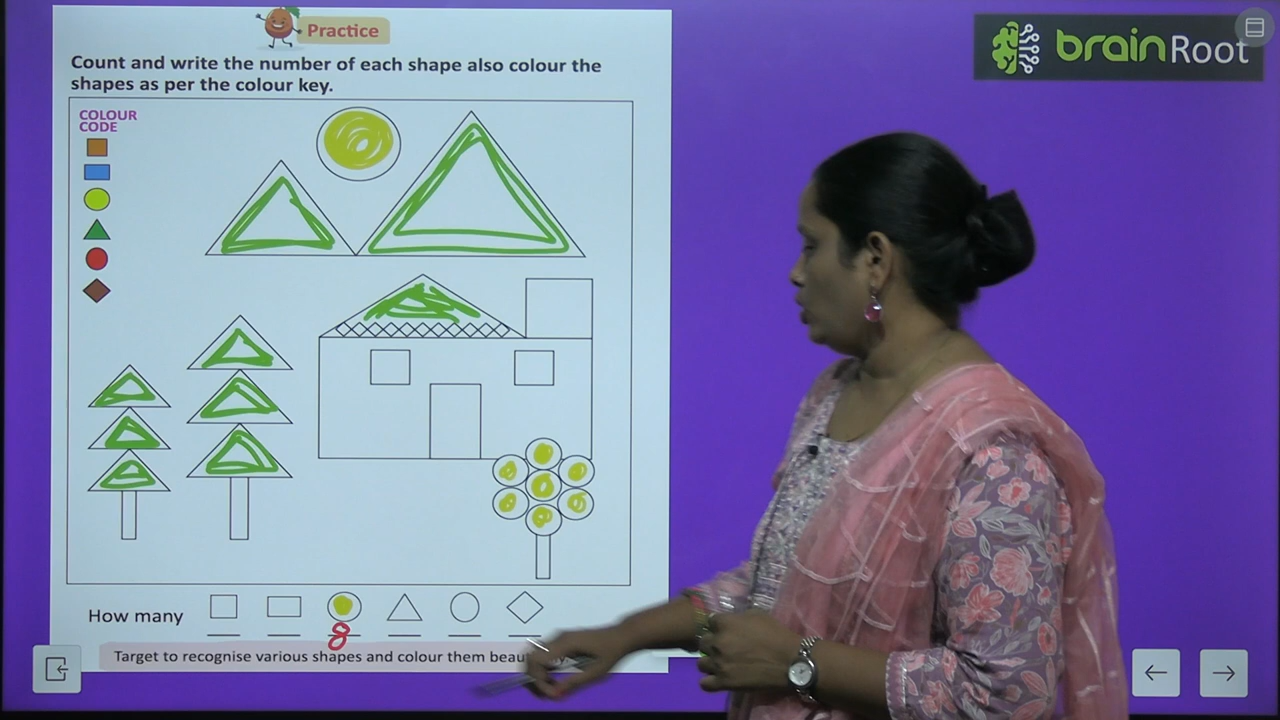 Practice
brainRoot
Count and write the number of each shape also colour the
shapes as per the colour key.
COLOUR
CODE
How many
8
Target to recognise various shapes and colour them